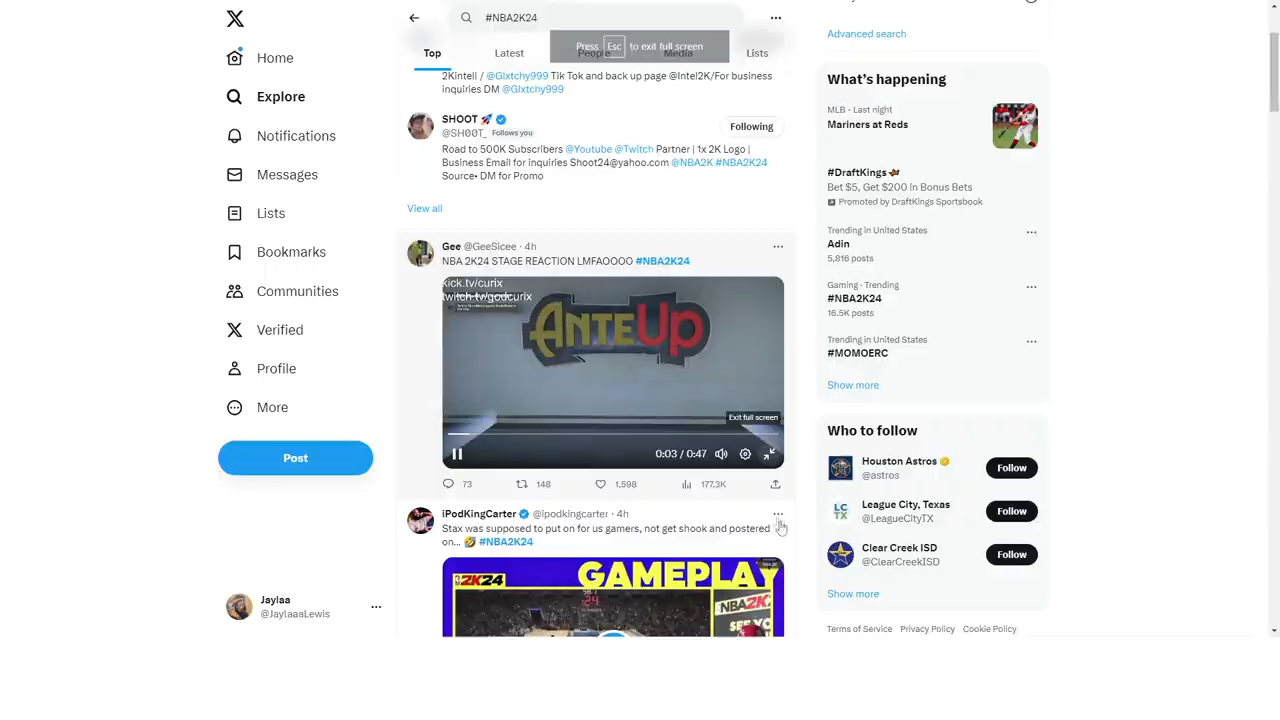 Home
Explore
Notifications
Messages
Lists
Bookmarks
Communities
Verified
Profile
More
Post
Jaylaa
@JaylaaaLewis
#NBA2K24
Press Esc to exit full screen
Top
Latest
People
Media
Lists
2Kintell / @Glxtchy999 Tik Tok and back up page @Intel2K/For business
inquiries DM @Glxtchy999
SHOOT 🚀
@SHØØT_ Follows you
Following
Road to 500K Subscribers @Youtube @Twitch Partner | 1x 2K Logo |
Business Email for inquiries Shoot24@yahoo.com @NBA2K #NBA2K24
Source• DM for Promo
View all
Gee @GeeSicee · 4h
NBA 2K24 STAGE REACTION LMFAOOOO #NBA2K24
kick.tv/curix
twitch.tv/godcurix
ANTEUP
Exit full screen
0:03 / 0:47
73
148
1,598
177.3K
iPodKingCarter @ipodkingcarter · 4h
Stax was supposed to put on for us gamers, not get shook and postered
on... 🤣 #NBA2K24
2K24
GAMEPLAY
24
NBA 2K
SEE YO
Advanced search
What's happening
MLB · Last night
Mariners at Reds
#DraftKings
Bet $5, Get $200 in Bonus Bets
Promoted by DraftKings Sportsbook
Trending in United States
Adin
5,816 posts
Gaming · Trending
#NBA2K24
16.5K posts
Trending in United States
#MOMOERC
Show more
Who to follow
Houston Astros
@astros
Follow
League City, Texas
@LeagueCityTX
Follow
Clear Creek ISD
@ClearCreekISD
Follow
Show more
Terms of Service Privacy Policy Cookie Policy